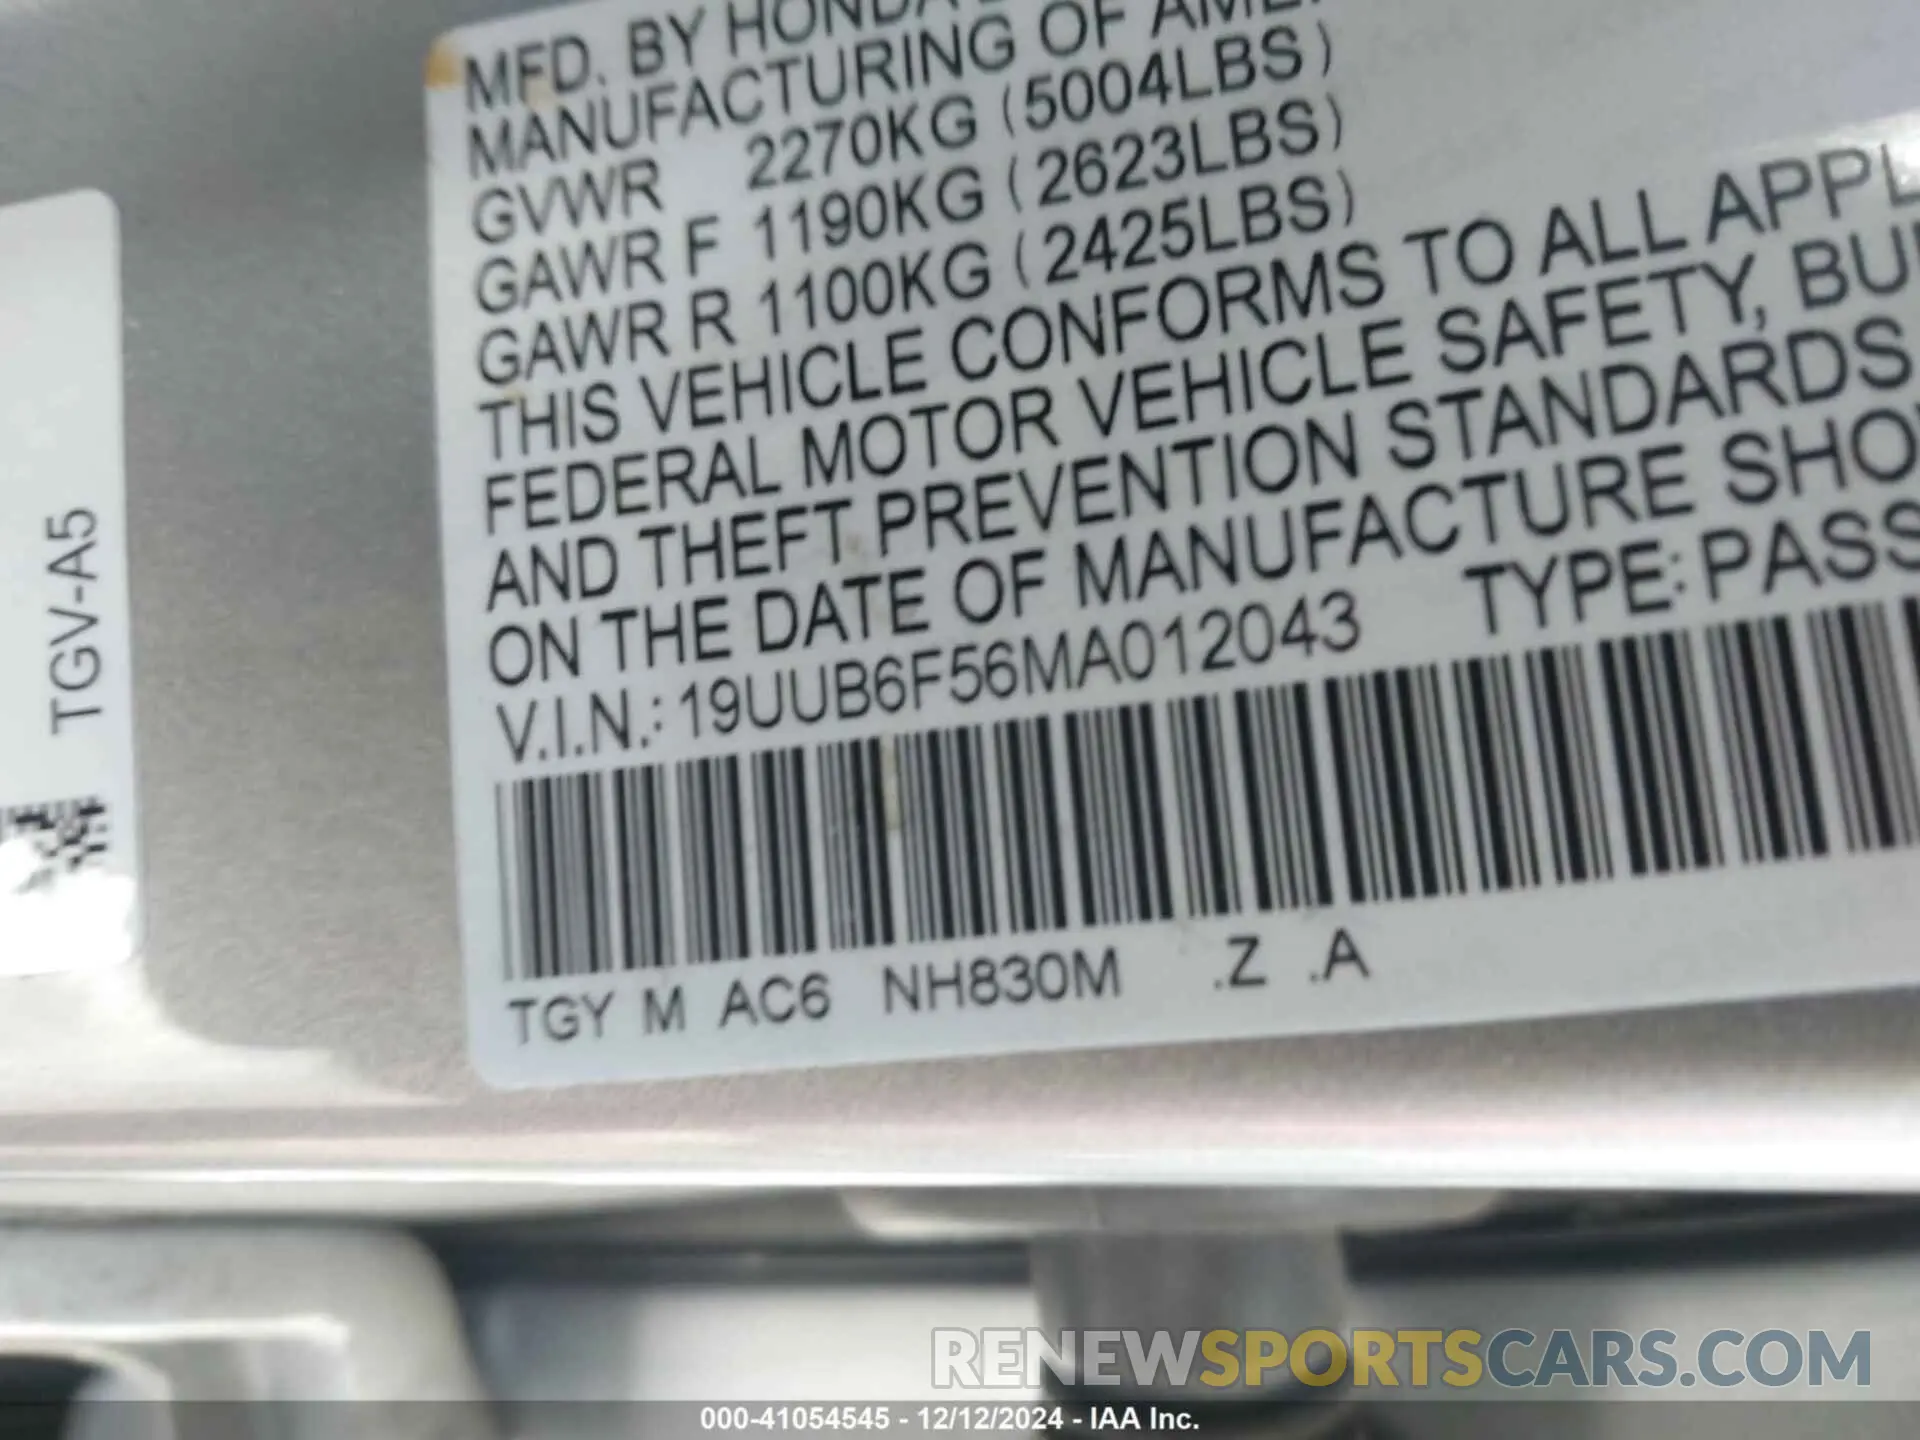 MFD. BY HONDA
MANUFACTURING OF
GVWR 2270KG (5004LBS)
GAWR F 1190KG (2623LBS)
GAWR R 1100KG (2425LBS)
THIS VEHICLE CONFORMS TO ALL APPL
FEDERAL MOTOR VEHICLE SAFETY, BU
AND THEFT PREVENTION STANDARDS
ON THE DATE OF MANUFACTURE SHO
V.I.N.: 19UUB6F56MA012043 TYPE: PASS
TGY M AC6 NH830M .Z .A
TGV-A5
RENEWSPORTSCARS.COM
000-41054545 - 12/12/2024 - IAA Inc.